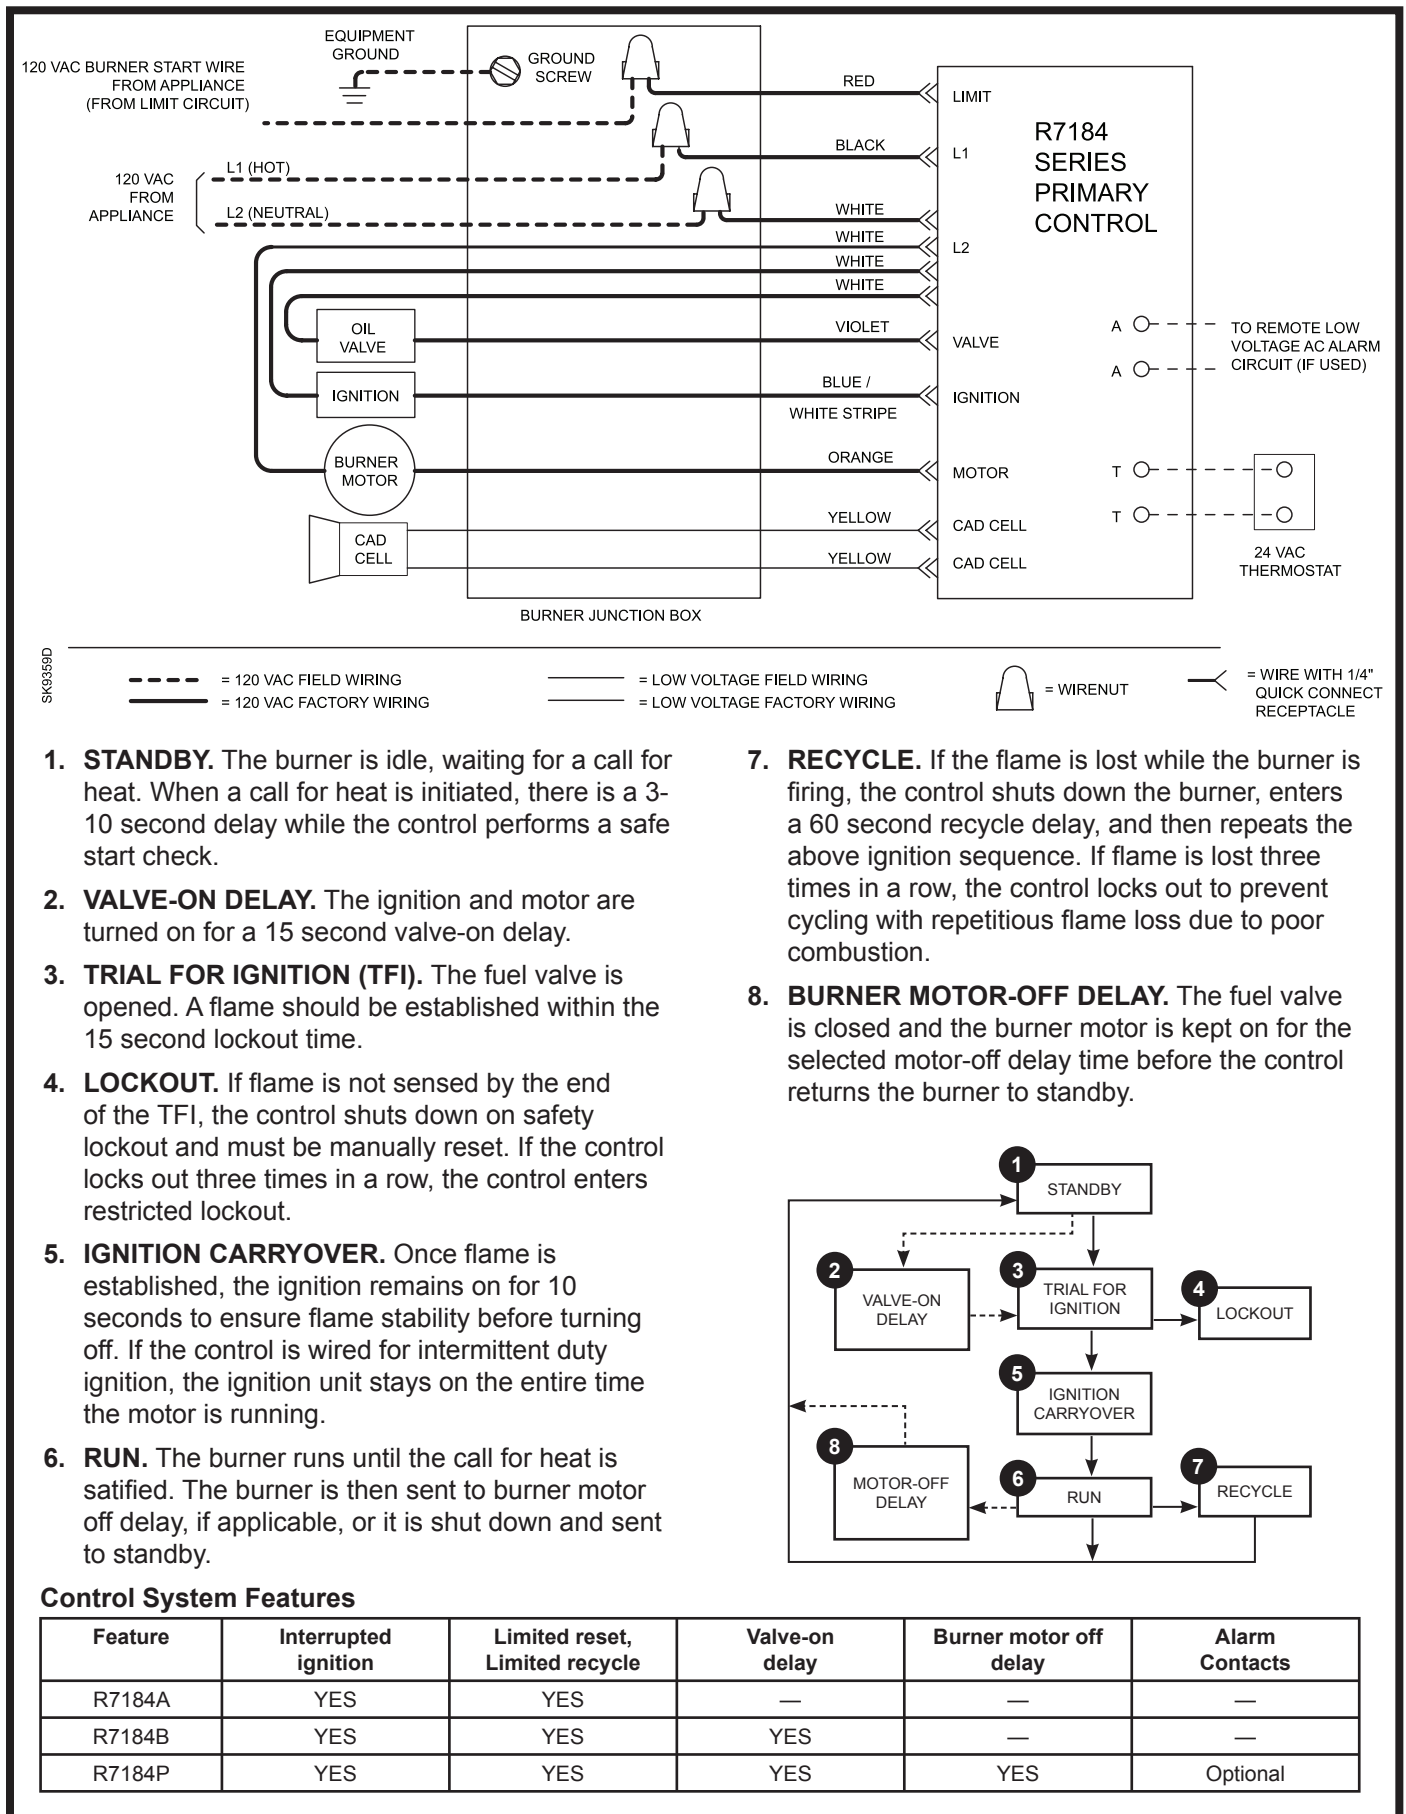 EQUIPMENT
GROUND
GROUND
SCREW
120 VAC BURNER START WIRE
FROM APPLIANCE
(FROM LIMIT CIRCUIT)
L1 (HOT)
120 VAC
FROM
APPLIANCE
L2 (NEUTRAL)
RED
BLACK
WHITE
WHITE
WHITE
WHITE
VIOLET
BLUE /
WHITE STRIPE
ORANGE
YELLOW
YELLOW
LIMIT
L1
L2
VALVE
IGNITION
MOTOR
CAD CELL
CAD CELL
R7184
SERIES
PRIMARY
CONTROL
A
A
T
T
TO REMOTE LOW
VOLTAGE AC ALARM
CIRCUIT (IF USED)
24 VAC
THERMOSTAT
OIL
VALVE
IGNITION
BURNER
MOTOR
CAD
CELL
BURNER JUNCTION BOX
SK9359D
= 120 VAC FIELD WIRING
= 120 VAC FACTORY WIRING
= LOW VOLTAGE FIELD WIRING
= LOW VOLTAGE FACTORY WIRING
= WIRENUT
= WIRE WITH 1/4"
QUICK CONNECT
RECEPTACLE
1. STANDBY. The burner is idle, waiting for a call for
heat. When a call for heat is initiated, there is a 3-
10 second delay while the control performs a safe
start check.
2. VALVE-ON DELAY. The ignition and motor are
turned on for a 15 second valve-on delay.
3. TRIAL FOR IGNITION (TFI). The fuel valve is
opened. A flame should be established within the
15 second lockout time.
4. LOCKOUT. If flame is not sensed by the end
of the TFI, the control shuts down on safety
lockout and must be manually reset. If the control
locks out three times in a row, the control enters
restricted lockout.
5. IGNITION CARRYOVER. Once flame is
established, the ignition remains on for 10
seconds to ensure flame stability before turning
off. If the control is wired for intermittent duty
ignition, the ignition unit stays on the entire time
the motor is running.
6. RUN. The burner runs until the call for heat is
satified. The burner is then sent to burner motor
off delay, if applicable, or it is shut down and sent
to standby.
7. RECYCLE. If the flame is lost while the burner is
firing, the control shuts down the burner, enters
a 60 second recycle delay, and then repeats the
above ignition sequence. If flame is lost three
times in a row, the control locks out to prevent
cycling with repetitious flame loss due to poor
combustion.
8. BURNER MOTOR-OFF DELAY. The fuel valve
is closed and the burner motor is kept on for the
selected motor-off delay time before the control
returns the burner to standby.
1
STANDBY
2
VALVE-ON
DELAY
3
TRIAL FOR
IGNITION
4
LOCKOUT
5
IGNITION
CARRYOVER
8
MOTOR-OFF
DELAY
6
RUN
7
RECYCLE
Control System Features
Feature Interrupted ignition Limited reset, Limited recycle Valve-on delay Burner motor off delay Alarm Contacts
R7184A YES YES — — —
R7184B YES YES YES — —
R7184P YES YES YES YES Optional